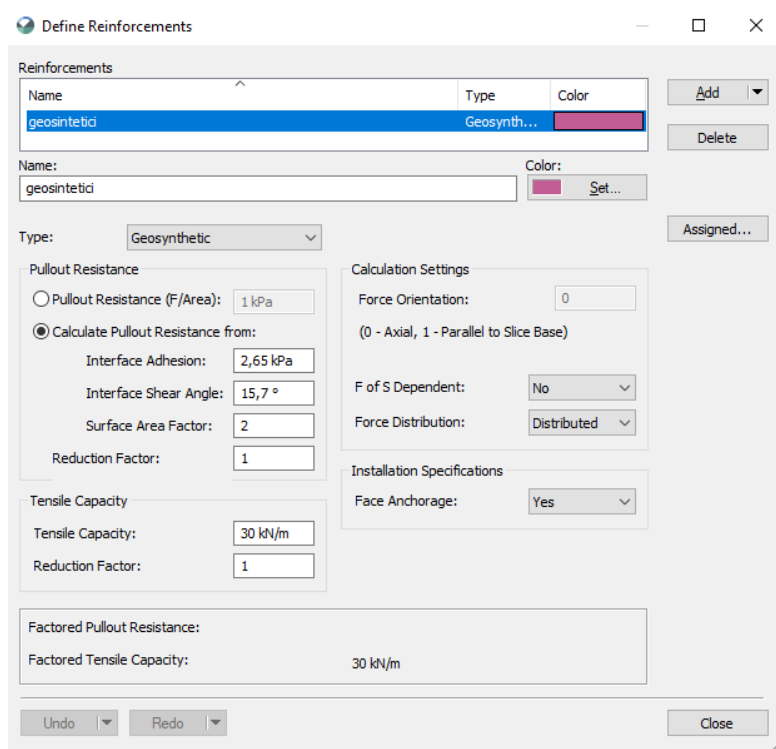 Define Reinforcements
Reinforcements
Name Type Color
geosintetici Geosynth...
Add
Delete
Name: Color:
geosintetici Set...
Assigned...
Type: Geosynthetic
Pullout Resistance
Pullout Resistance (F/Area): 1 kPa
Calculate Pullout Resistance from:
Interface Adhesion: 2,65 kPa
Interface Shear Angle: 15,7 °
Surface Area Factor: 2
Reduction Factor: 1
Calculation Settings
Force Orientation: 0
(0 - Axial, 1 - Parallel to Slice Base)
F of S Dependent: No
Force Distribution: Distributed
Installation Specifications
Face Anchorage: Yes
Tensile Capacity
Tensile Capacity: 30 kN/m
Reduction Factor: 1
Factored Pullout Resistance:
Factored Tensile Capacity: 30 kN/m
Undo Redo Close